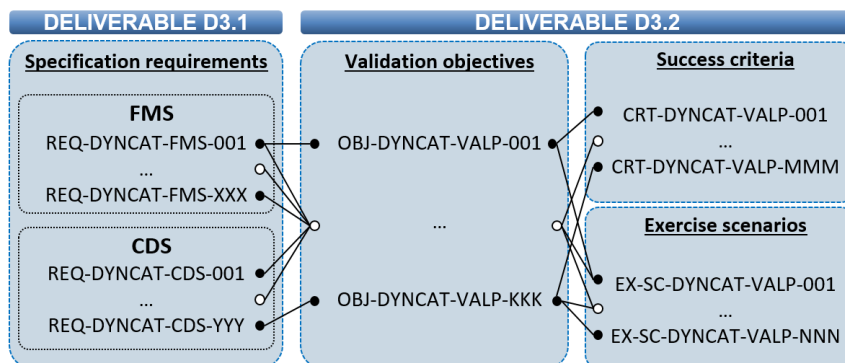 DELIVERABLE D3.1
DELIVERABLE D3.2
Specification requirements
FMS
REQ-DYNCAT-FMS-001
...
REQ-DYNCAT-FMS-XXX
CDS
REQ-DYNCAT-CDS-001
...
REQ-DYNCAT-CDS-YYY
Validation objectives
OBJ-DYNCAT-VALP-001
...
OBJ-DYNCAT-VALP-KKK
Success criteria
CRT-DYNCAT-VALP-001
...
CRT-DYNCAT-VALP-MMM
Exercise scenarios
EX-SC-DYNCAT-VALP-001
...
EX-SC-DYNCAT-VALP-NNN